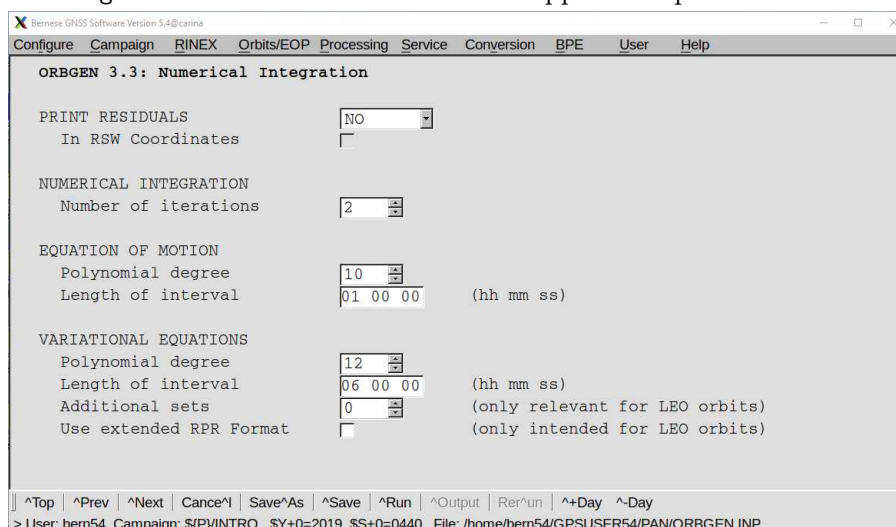 Bernese GNSS Software Version 5.4@carina
Configure Campaign RINEX Orbits/EOP Processing Service Conversion BPE User Help
ORBGEN 3.3: Numerical Integration
PRINT RESIDUALS NO
In RSW Coordinates
NUMERICAL INTEGRATION
Number of iterations 2
EQUATION OF MOTION
Polynomial degree 10
Length of interval 01 00 00 (hh mm ss)
VARIATIONAL EQUATIONS
Polynomial degree 12
Length of interval 06 00 00 (hh mm ss)
Additional sets 0 (only relevant for LEO orbits)
Use extended RPR Format (only intended for LEO orbits)
^Top ^Prev ^Next Cance^l Save^As ^Save ^Run ^Output Rer^un ^+Day ^-Day
> User: bern54 Campaign: ${P}/INTRO $Y+0=2019 $S+0=0440 File: /home/bern54/GPSUSER54/PAN/ORBGEN.INP